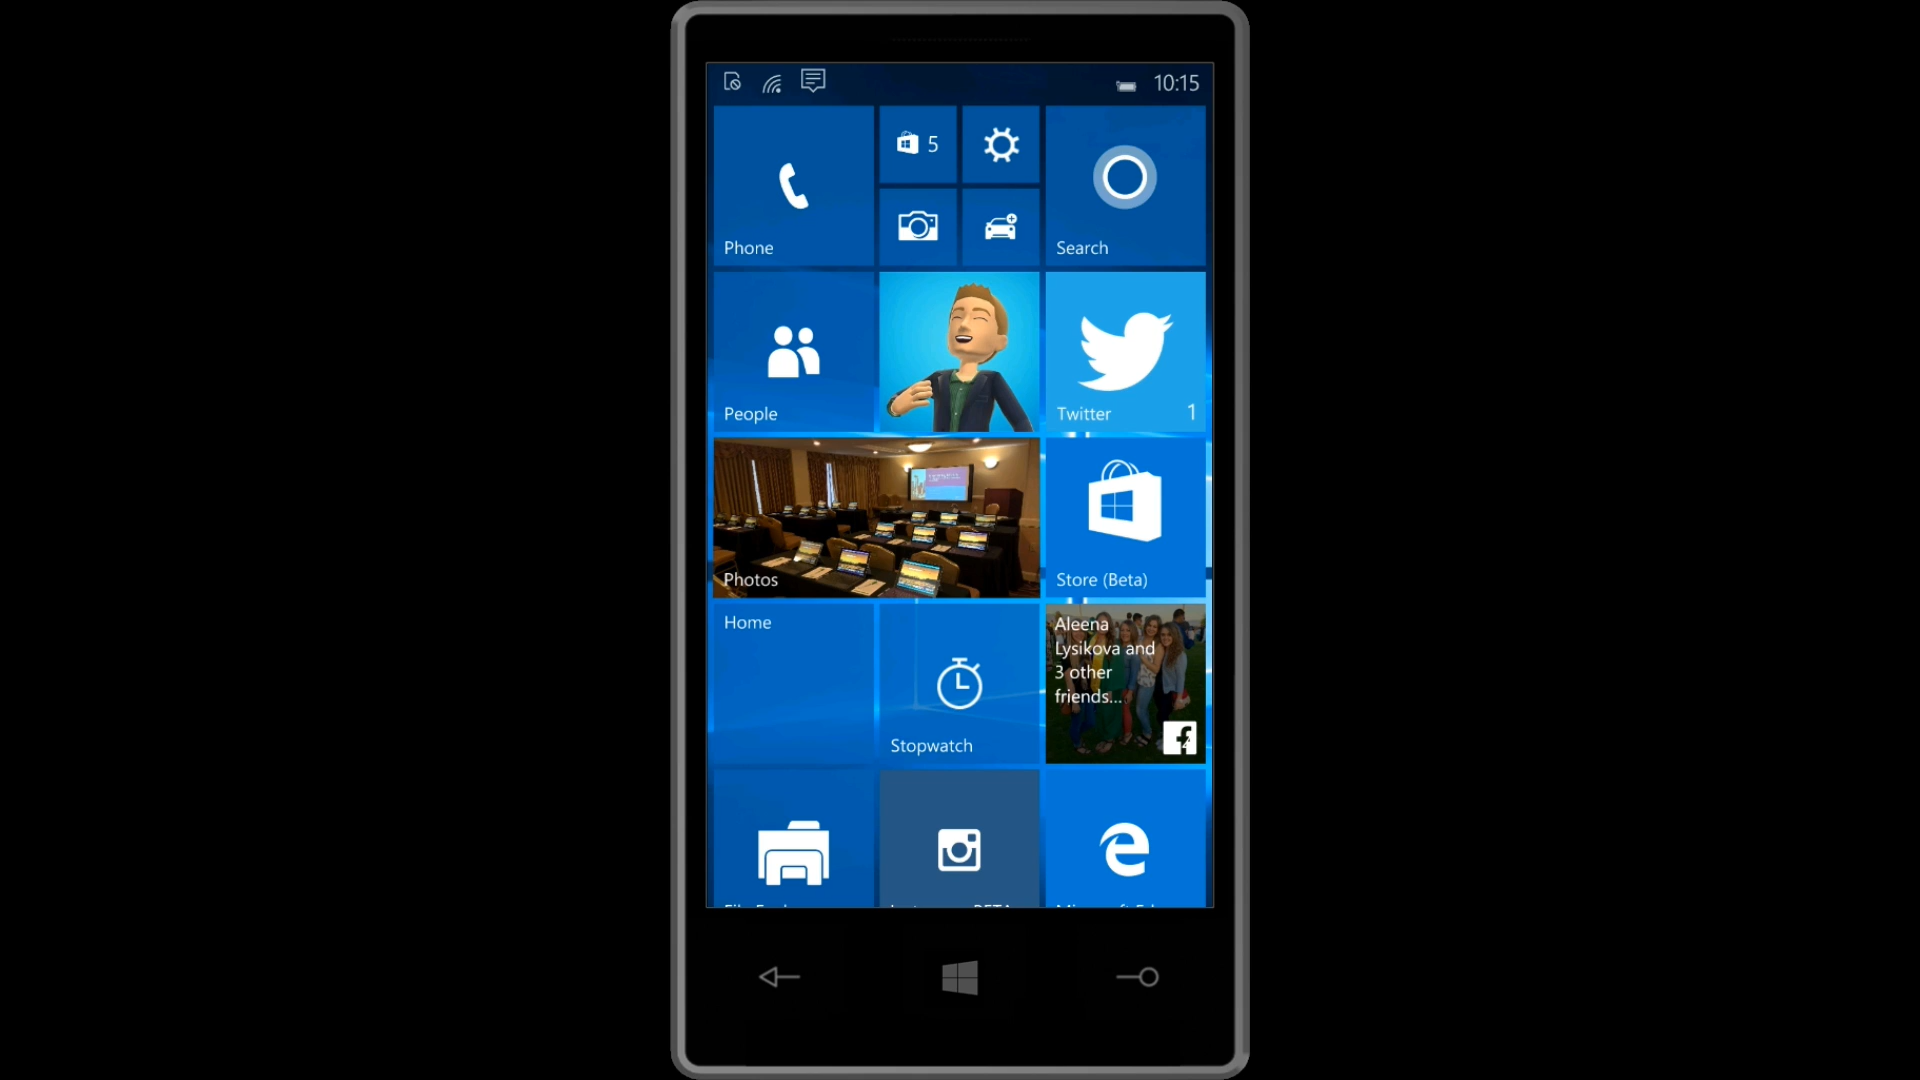 10:15
5
Phone
Search
People
Twitter 1
Photos
Store (Beta)
Home
Aleena
Lysikova and
3 other
friends...
Stopwatch